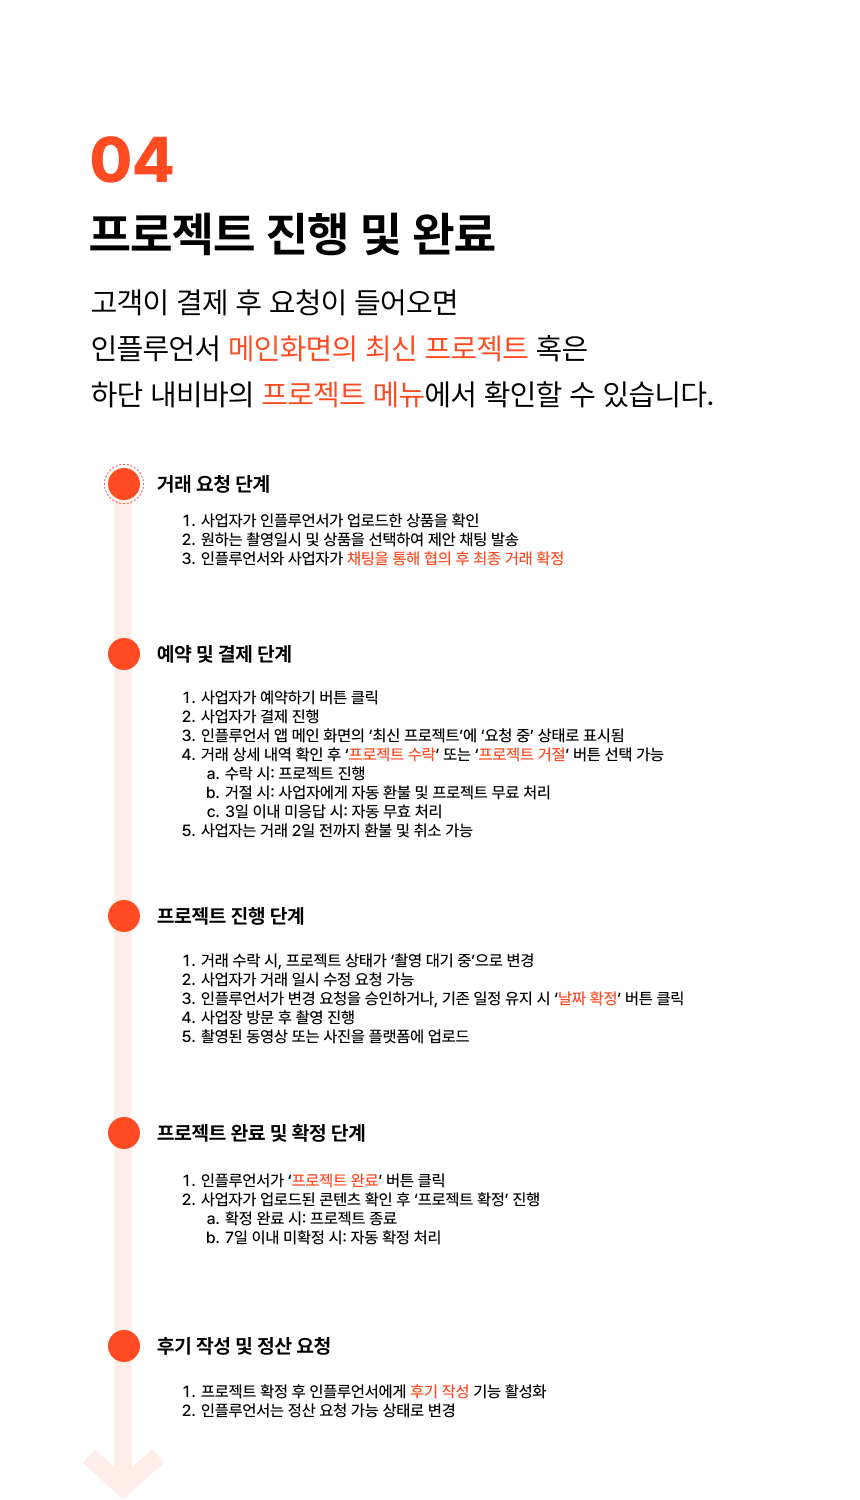 04
프로젝트 진행 및 완료
고객이 결제 후 요청이 들어오면
인플루언서 메인화면의 최신 프로젝트 혹은
하단 내비바의 프로젝트 메뉴에서 확인할 수 있습니다.
거래 요청 단계
1. 사업자가 인플루언서가 업로드한 상품을 확인
2. 원하는 촬영일시 및 상품을 선택하여 제안 채팅 발송
3. 인플루언서와 사업자가 채팅을 통해 협의 후 최종 거래 확정
예약 및 결제 단계
1. 사업자가 예약하기 버튼 클릭
2. 사업자가 결제 진행
3. 인플루언서 앱 메인 화면의 ‘최신 프로젝트’에 ‘요청 중’ 상태로 표시됨
4. 거래 상세 내역 확인 후 ‘프로젝트 수락’ 또는 ‘프로젝트 거절’ 버튼 선택 가능
a. 수락 시: 프로젝트 진행
b. 거절 시: 사업자에게 자동 환불 및 프로젝트 무료 처리
c. 3일 이내 미응답 시: 자동 무효 처리
5. 사업자는 거래 2일 전까지 환불 및 취소 가능
프로젝트 진행 단계
1. 거래 수락 시, 프로젝트 상태가 ‘촬영 대기 중’으로 변경
2. 사업자가 거래 일시 수정 요청 가능
3. 인플루언서가 변경 요청을 승인하거나, 기존 일정 유지 시 ‘날짜 확정’ 버튼 클릭
4. 사업장 방문 후 촬영 진행
5. 촬영된 동영상 또는 사진을 플랫폼에 업로드
프로젝트 완료 및 확정 단계
1. 인플루언서가 ‘프로젝트 완료’ 버튼 클릭
2. 사업자가 업로드된 콘텐츠 확인 후 ‘프로젝트 확정’ 진행
a. 확정 완료 시: 프로젝트 종료
b. 7일 이내 미확정 시: 자동 확정 처리
후기 작성 및 정산 요청
1. 프로젝트 확정 후 인플루언서에게 후기 작성 기능 활성화
2. 인플루언서는 정산 요청 가능 상태로 변경